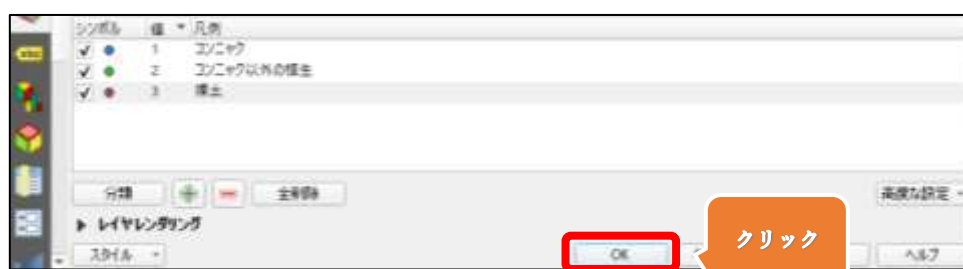 シンボル 値 凡例
1 コンニャク
2 コンニャク以外の植生
3 裸土
分類 全削除 高度な設定
レイヤレンダリング
スタイル OK クリック ヘルプ